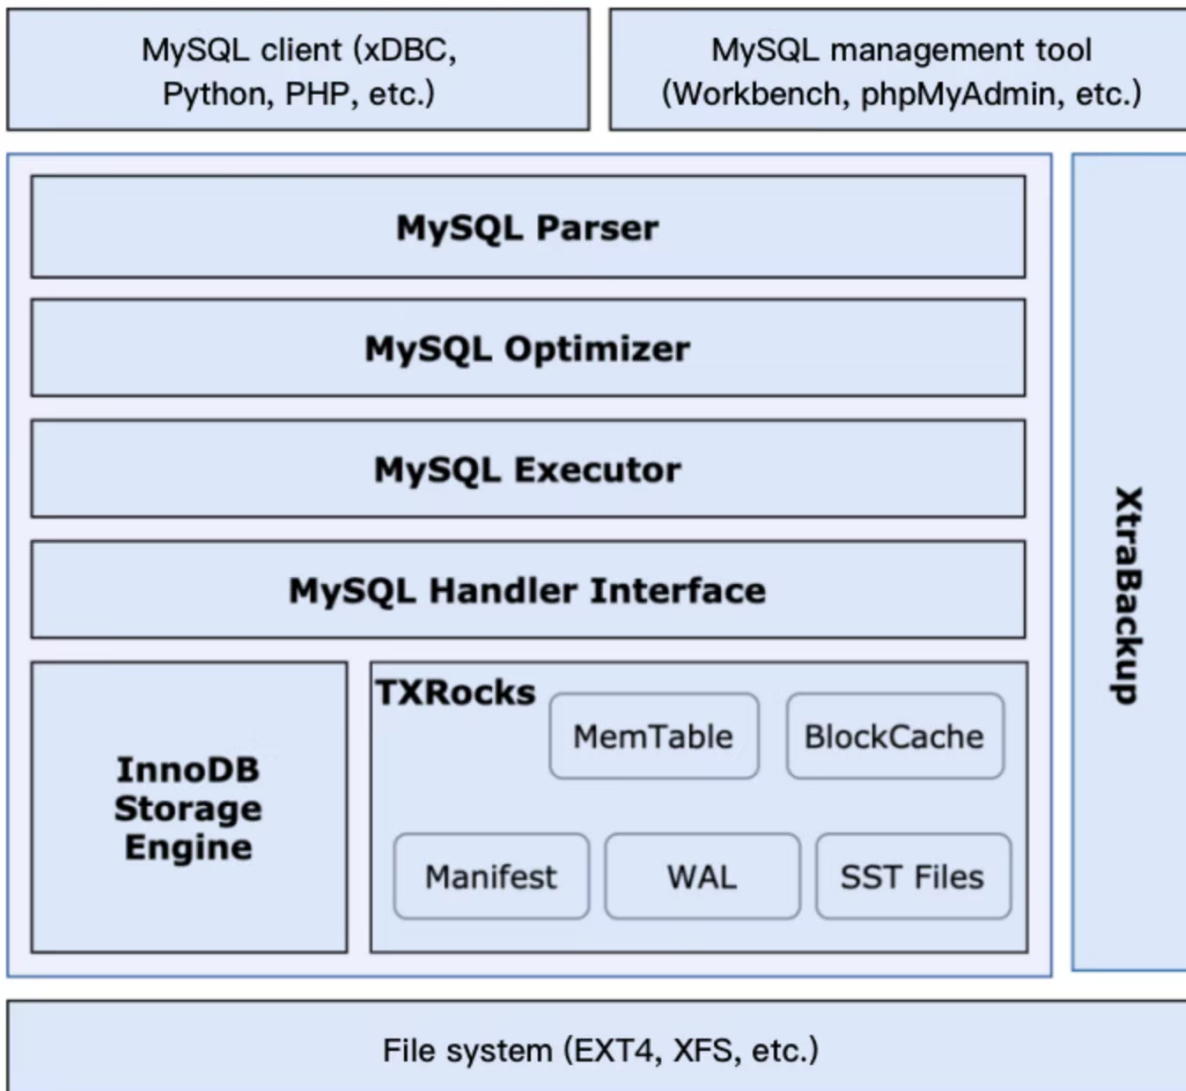 MySQL client (xDBC,
Python, PHP, etc.)
MySQL management tool
(Workbench, phpMyAdmin, etc.)
MySQL Parser
MySQL Optimizer
MySQL Executor
MySQL Handler Interface
XtraBackup
InnoDB
Storage
Engine
TXRocks
MemTable
BlockCache
Manifest
WAL
SST Files
File system (EXT4, XFS, etc.)